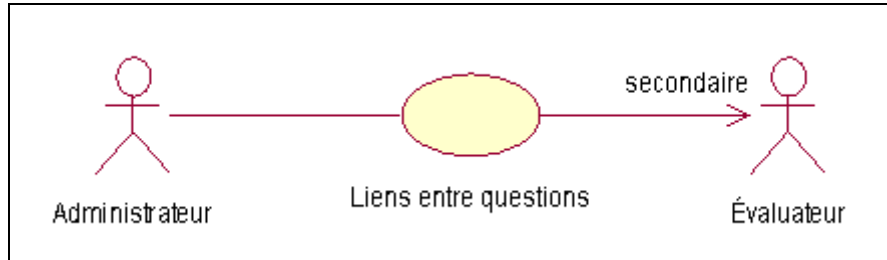 secondaire
Administrateur
Liens entre questions
Évaluateur